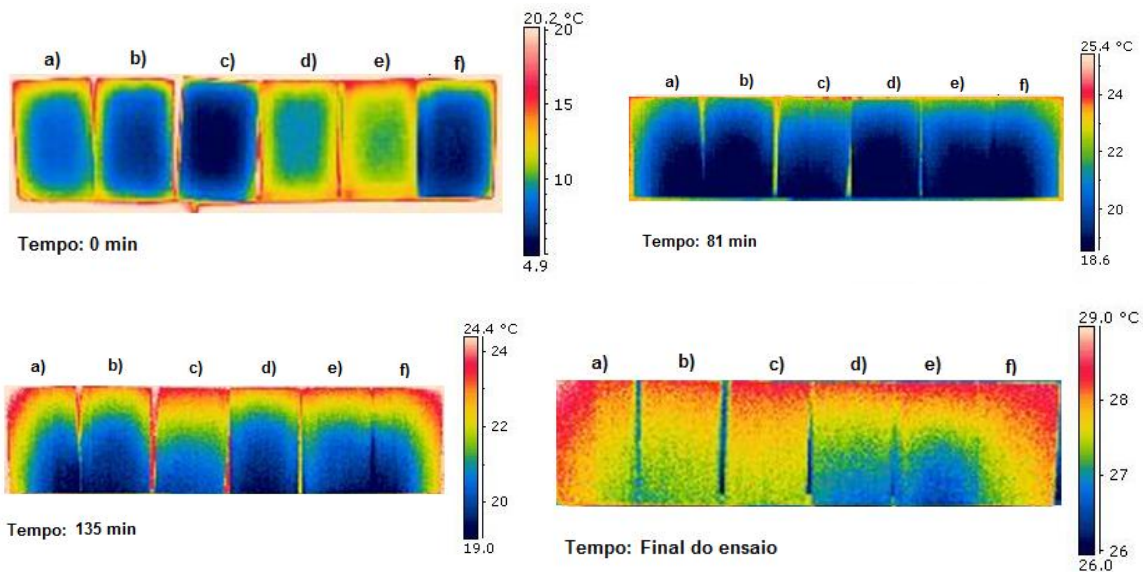 20.2 °C
20
a) b) c) d) e) f)
15
10
4.9
Tempo: 0 min
25.4 °C
a) b) c) d) e) f)
24
22
20
18.6
Tempo: 81 min
24.4 °C
24
a) b) c) d) e) f)
22
20
19.0
Tempo: 135 min
29.0 °C
a) b) c) d) e) f)
28
27
26
26.0
Tempo: Final do ensaio